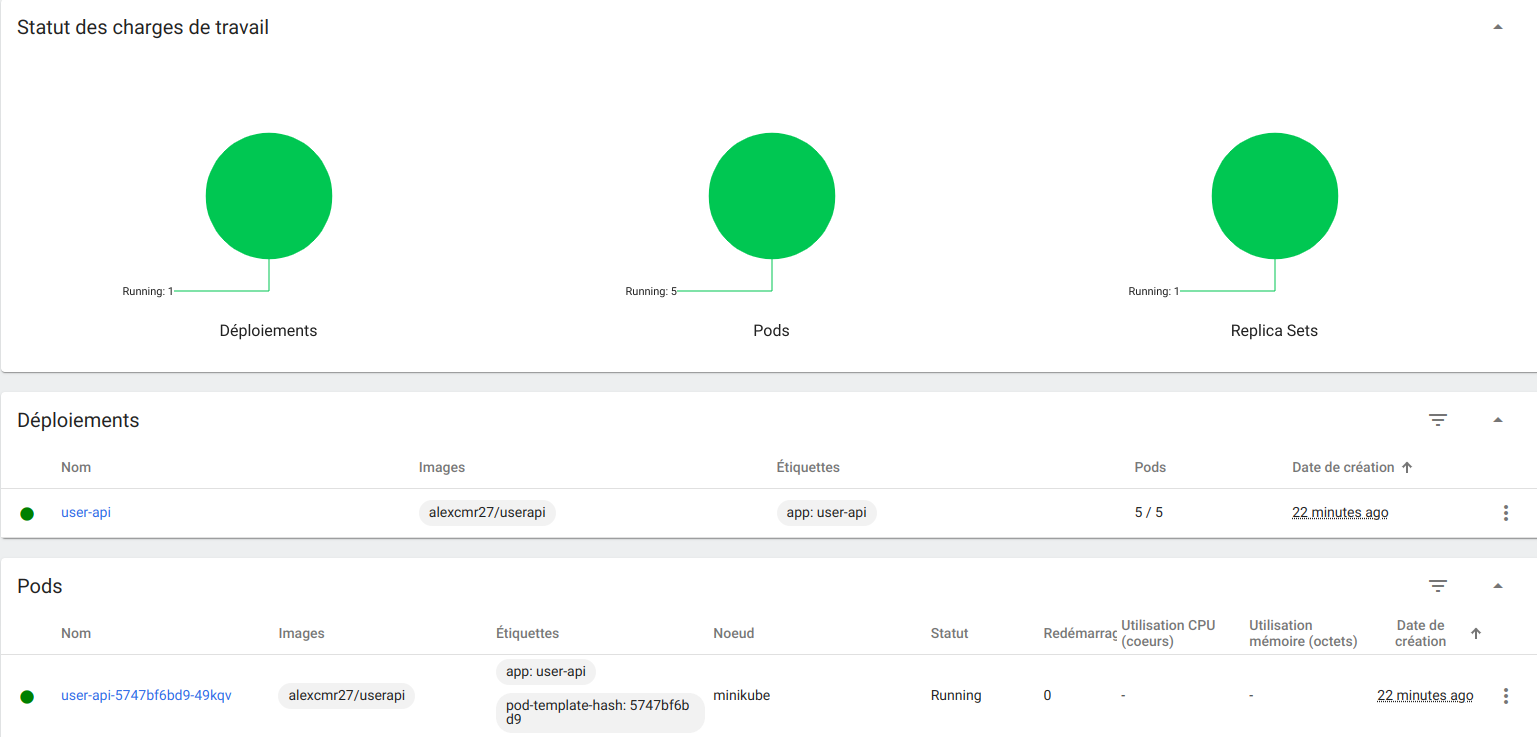 Statut des charges de travail
Running: 1
Running: 5
Running: 1
Déploiements
Pods
Replica Sets
Déploiements
Nom Images Étiquettes Pods Date de création
user-api alexcmr27/userapi app: user-api 5 / 5 22 minutes ago
Pods
Nom Images Étiquettes Noeud Statut Redémarrag Utilisation CPU (coeurs) Utilisation mémoire (octets) Date de création
user-api-5747bf6bd9-49kqv alexcmr27/userapi app: user-api minikube Running 0 - - 22 minutes ago
pod-template-hash: 5747bf6b
d9